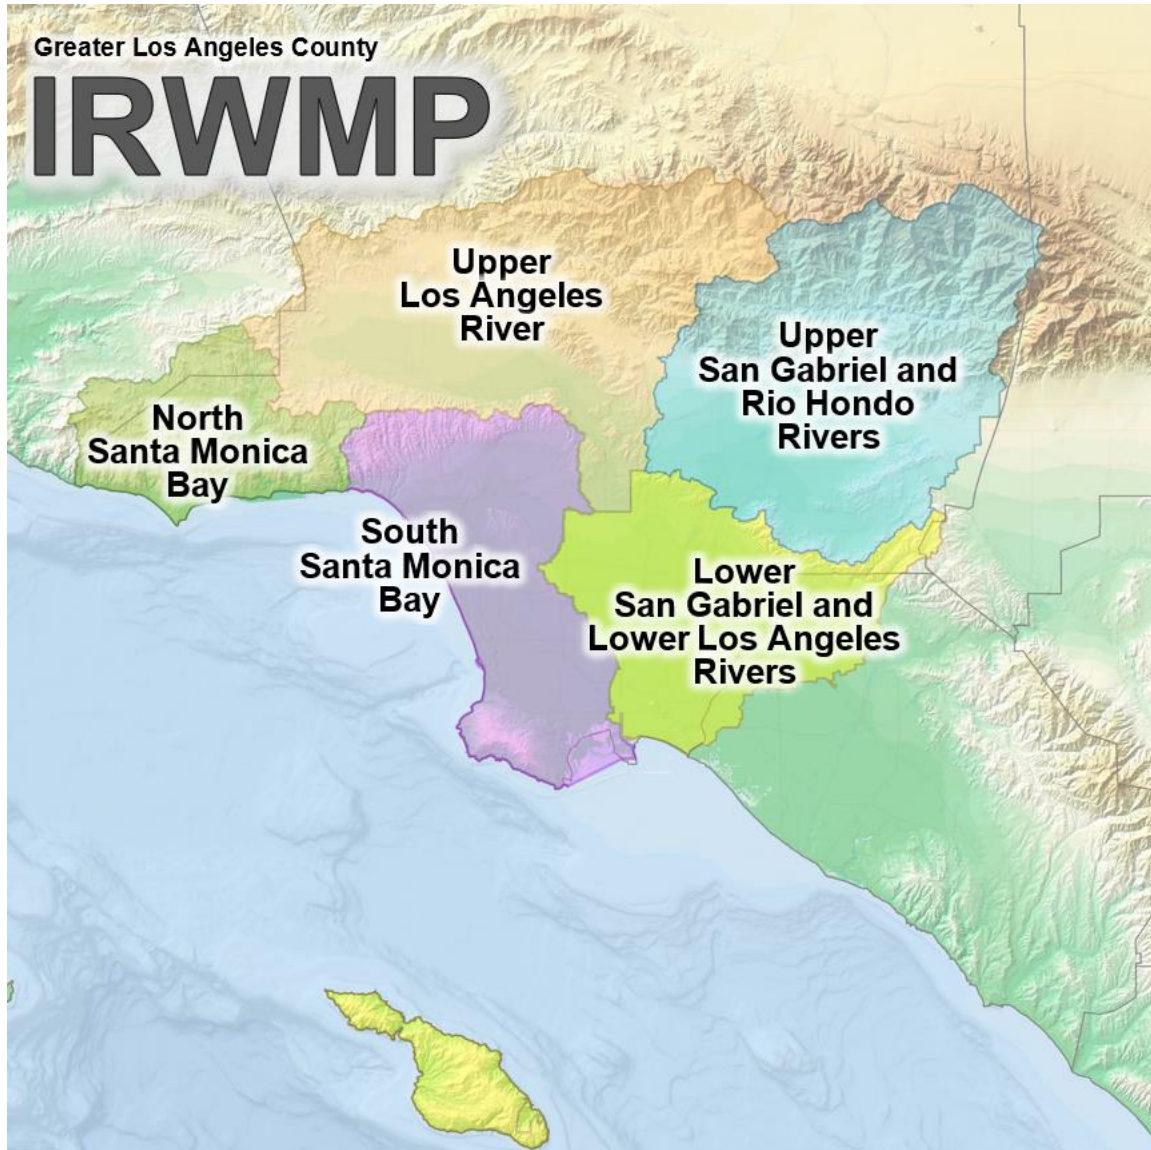 Greater Los Angeles County
IRWMP
Upper
Los Angeles
River
Upper
San Gabriel and
Rio Hondo
Rivers
North
Santa Monica
Bay
South
Santa Monica
Bay
Lower
San Gabriel and
Lower Los Angeles
Rivers